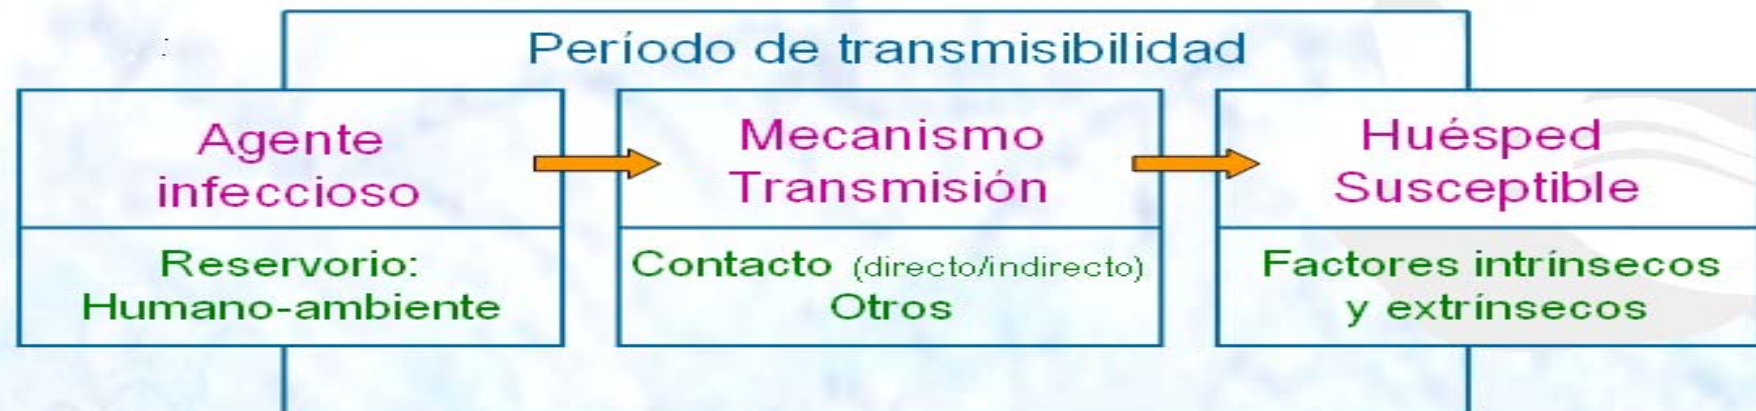 Período de transmisibilidad
Agente
infeccioso
Reservorio:
Humano-ambiente
Mecanismo
Transmisión
Contacto (directo/indirecto)
Otros
Huésped
Susceptible
Factores intrínsecos
y extrínsecos